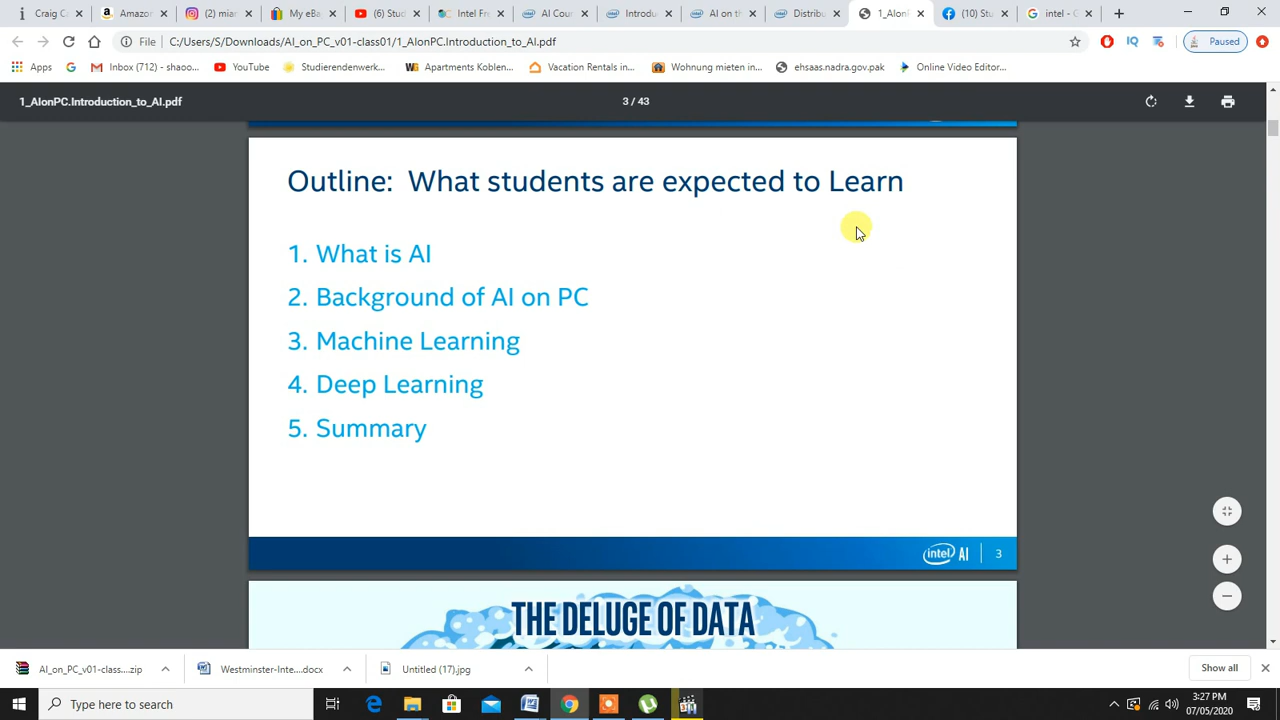 Craig C
Amazon
(2) miar
My eBa
(6) Stud
Intel Fr
AI Cour
Introdu
AI on th
Distribu
1_AIonP
(10) Stu
intel - G
File
C:/Users/S/Downloads/AI_on_PC_v01-class01/1_AIonPC.Introduction_to_AI.pdf
IQ
Paused
Apps
Inbox (712) - shaoo...
YouTube
Studierendenwerk...
Apartments Koblen...
Vacation Rentals in...
Wohnung mieten in...
ehsaas.nadra.gov.pak
Online Video Editor...
1_AIonPC.Introduction_to_AI.pdf
3 / 43
Outline: What students are expected to Learn
1. What is AI
2. Background of AI on PC
3. Machine Learning
4. Deep Learning
5. Summary
intel AI
3
THE DELUGE OF DATA
AI_on_PC_v01-class....zip
Westminster-Inte....docx
Untitled (17).jpg
Show all
Type here to search
3:27 PM
07/05/2020